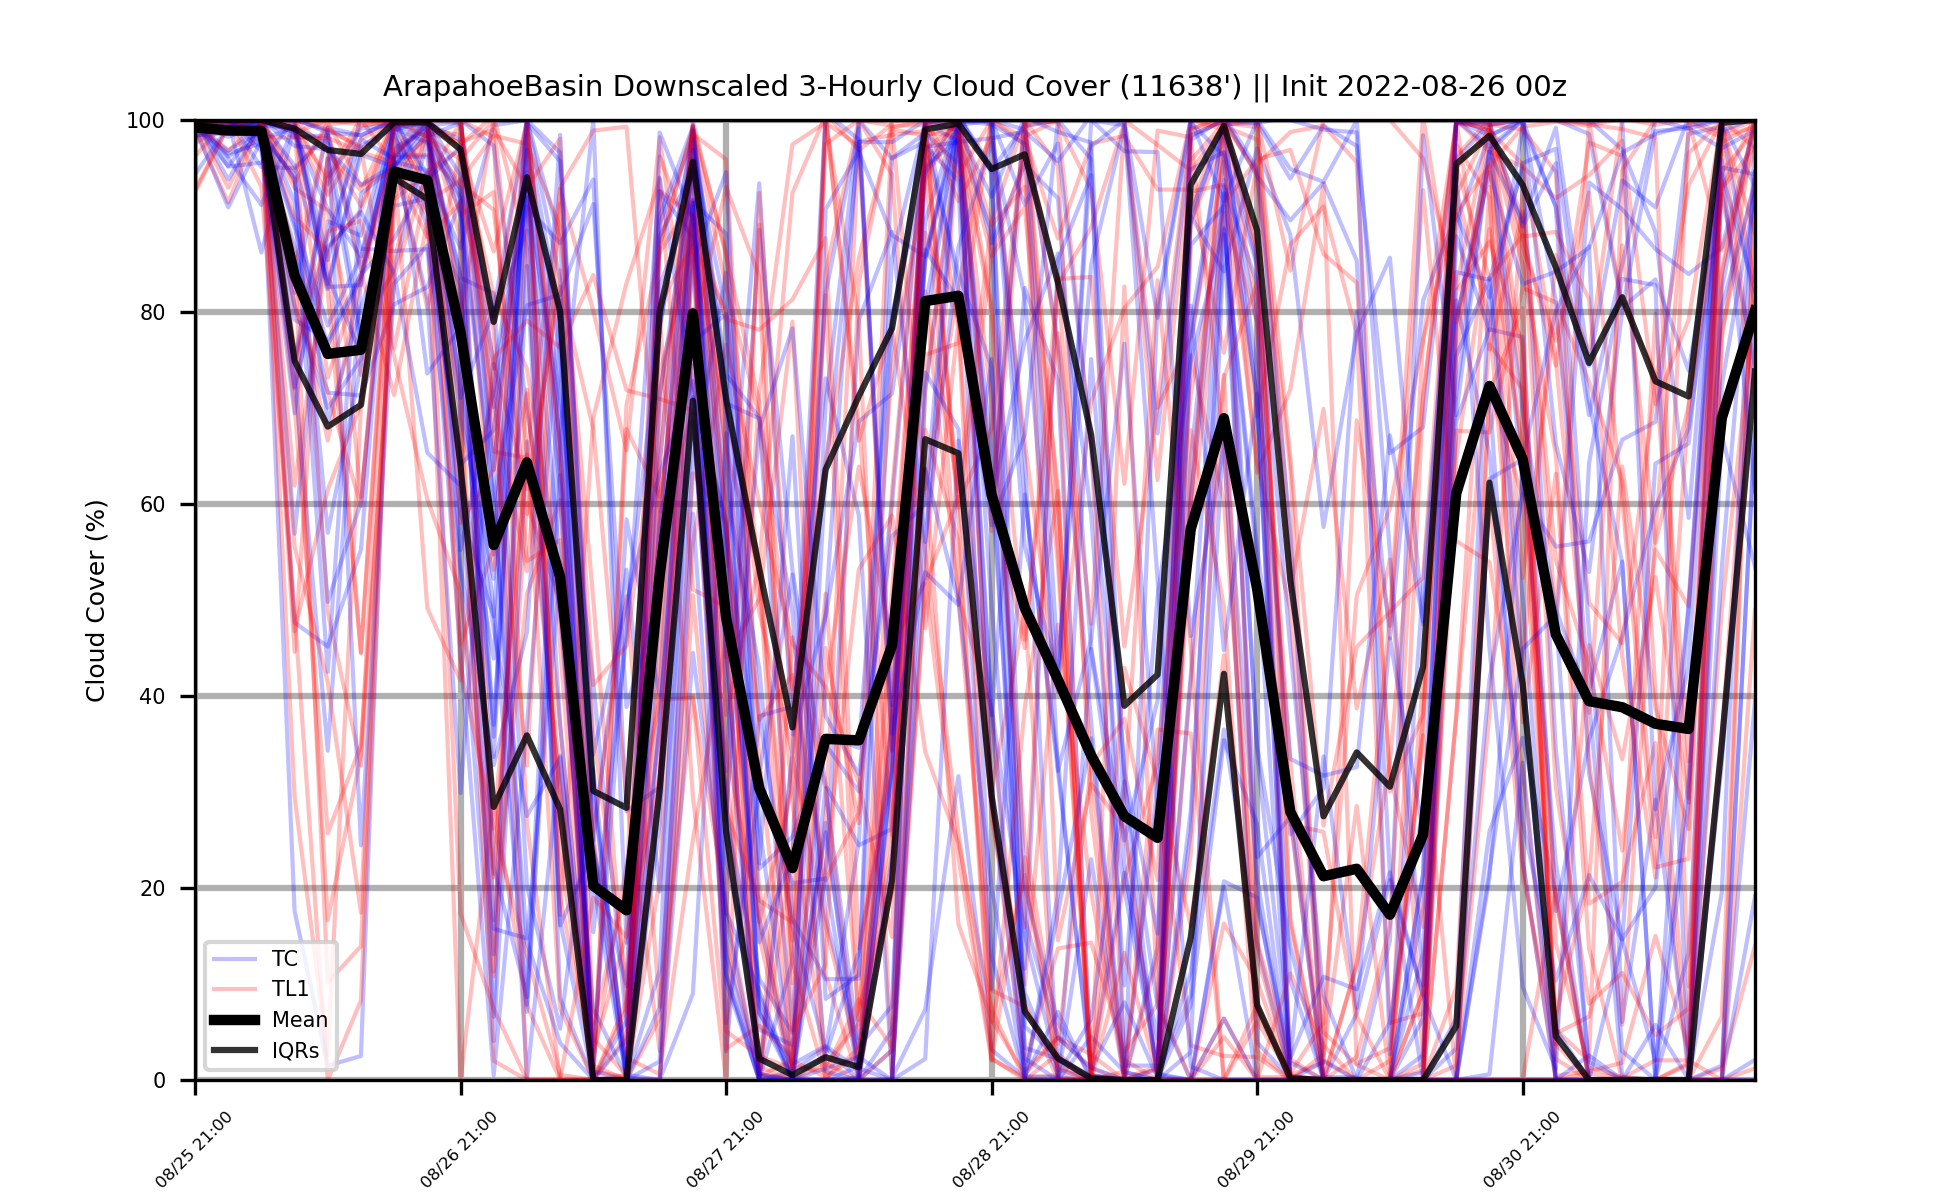 ArapahoeBasin Downscaled 3-Hourly Cloud Cover (11638') || Init 2022-08-26 00z
Cloud Cover (%)
100
80
60
40
20
0
TC
TL1
Mean
IQRs
08/25 21:00
08/26 21:00
08/27 21:00
08/28 21:00
08/29 21:00
08/30 21:00